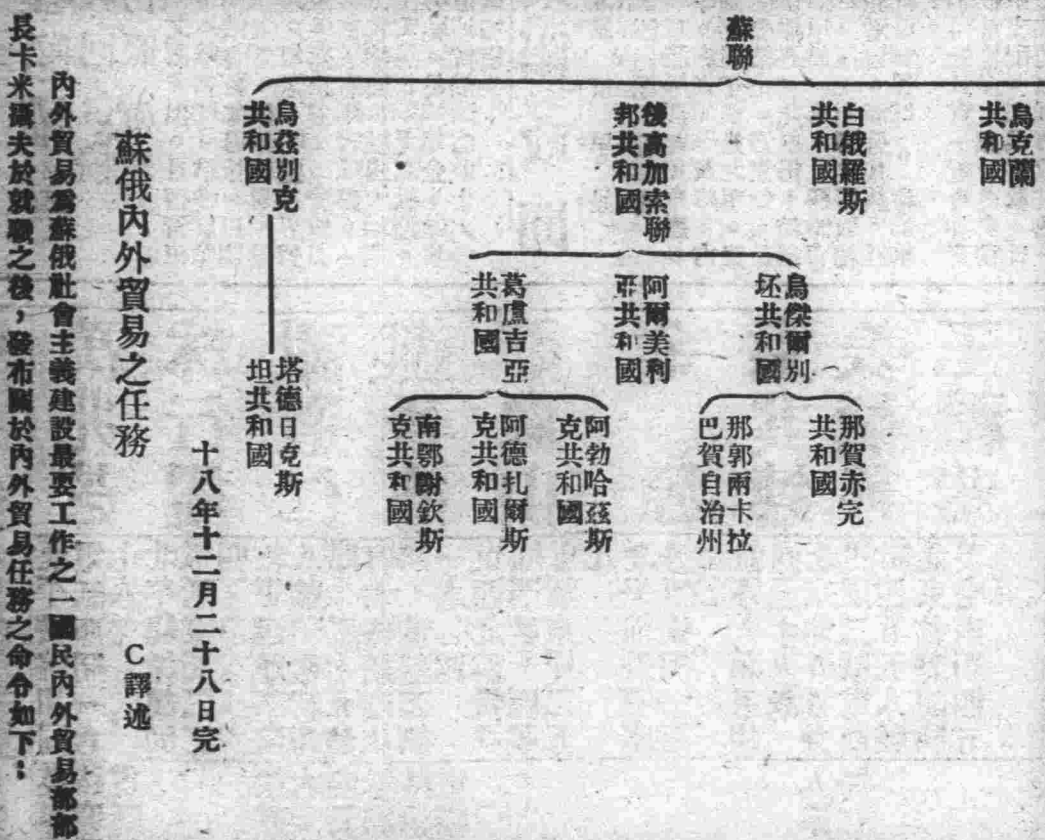 蘇聯
烏克蘭
共和國
白俄羅斯
共和國
後高加索聯
邦共和國
烏傑爾別
坯共和國
那賀赤完
共和國
那郭爾卡拉
巴賀自治州
阿爾美利
亞共和國
葛盧吉亞
共和國
阿勃哈茲斯
克共和國
阿德扎爾斯
克共和國
南鄂謝欽斯
克共和國
烏茲別克
共和國
塔德日克斯
坦共和國
十八年十二月二十八日完
蘇俄內外貿易之任務
C譯述
內外貿易爲蘇俄社會主義建設最要工作之一國民內外貿易部部
長卡米諾夫於就職之後，發布關於內外貿易任務之命令如下：